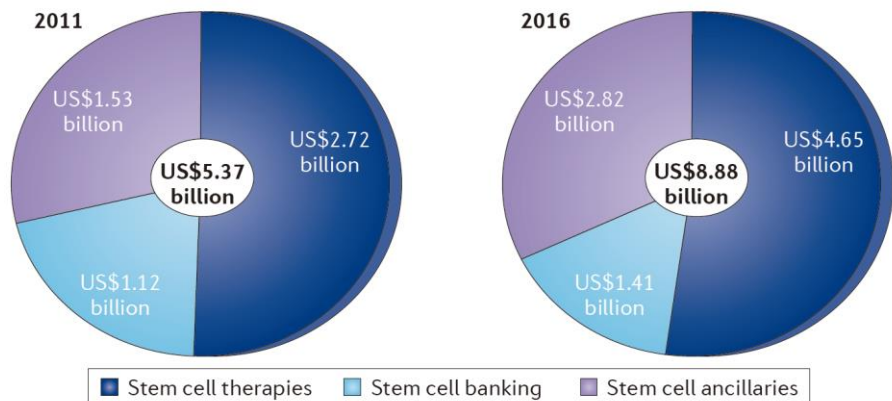 2011
US$1.53
billion
US$2.72
billion
US$5.37
billion
US$1.12
billion
2016
US$2.82
billion
US$4.65
billion
US$8.88
billion
US$1.41
billion
Stem cell therapies Stem cell banking Stem cell ancillaries